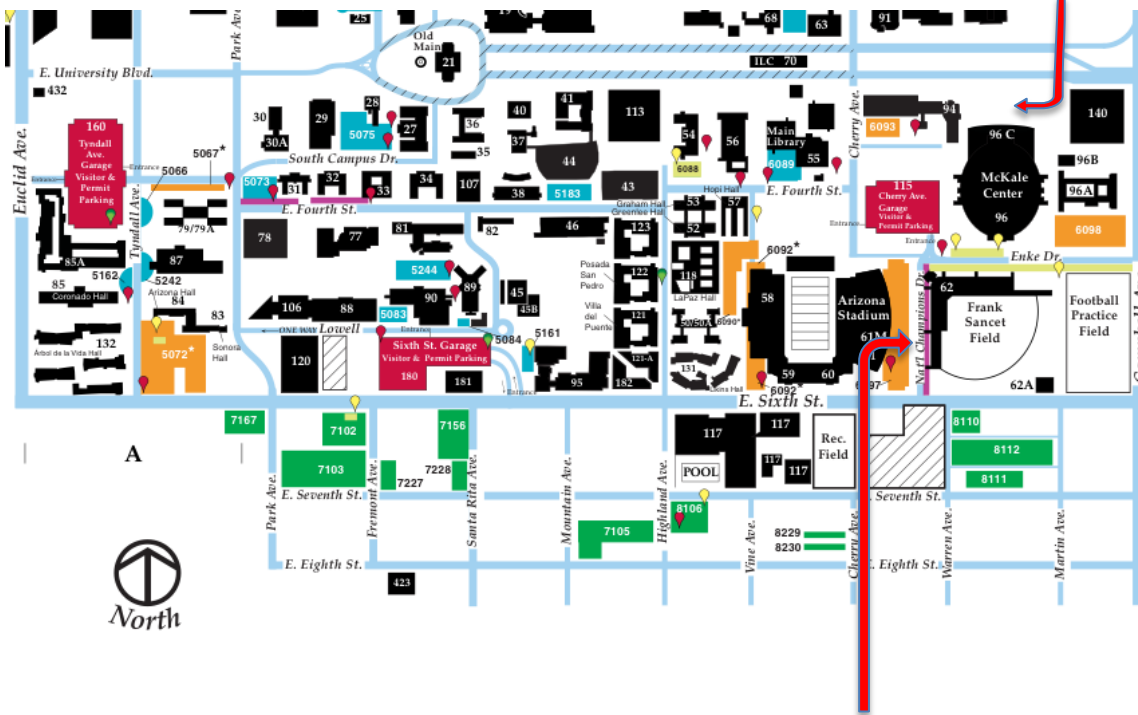 25
19
68
63
91
Park Ave.
Old
Main
21
ILC 70
E. University Blvd.
432
Cherry Ave.
160
Tyndall
Ave.
Garage
Visitor &
Permit
Parking
Entrance
5066
5067*
30
30A
29
28
5075
27
36
35
40
37
41
44
113
54
6088
56
Main
Library
6089
55
6093
94
96 C
140
South Campus Dr.
5073
31
32
33
34
107
38
5183
43
Hopi Hall
E. Fourth St.
115
Cherry Ave.
Garage
Visitor &
Permit Parking
Entrance
Entrance
McKale
Center
96
96B
96A
6098
Euclid Ave.
Tyndall Ave.
79/79A
E. Fourth St.
78
77
81
82
46
Graham Hall
Greenlee Hall
53
52
57
123
85A
5162
87
5242
85
Coronado Hall
Arizona Hall
84
83
Sonora
Hall
5244
89
90
106
88
5083
45
45B
Posada
San
Pedro
122
Villa
del
Puente
121
118
LaPaz Hall
50/50A
6090*
6092*
58
Arizona
Stadium
61M
Enke Dr.
Nat'l Champions Dr.
62
Frank
Sancet
Field
Football
Practice
Field
62A
132
Árbol de la Vida Hall
5072*
ONE WAY Lowell
Entrance
120
Sixth St. Garage
Visitor & Permit Parking
180
5084
5161
181
Entrance
95
182
121-A
131
Likins Hall
59
60
6092*
6097
E. Sixth St.
7167
7102
7156
117
117
117
117
POOL
Rec.
Field
8110
8112
8111
A
7103
7227
7228
E. Seventh St.
Seventh St.
Park Ave.
Fremont Ave.
Santa Rita Ave.
Mountain Ave.
Highland Ave.
Vine Ave.
Cherry Ave.
Warren Ave.
Martin Ave.
7105
8106
8229
8230
E. Eighth St.
E. Eighth St.
423
North